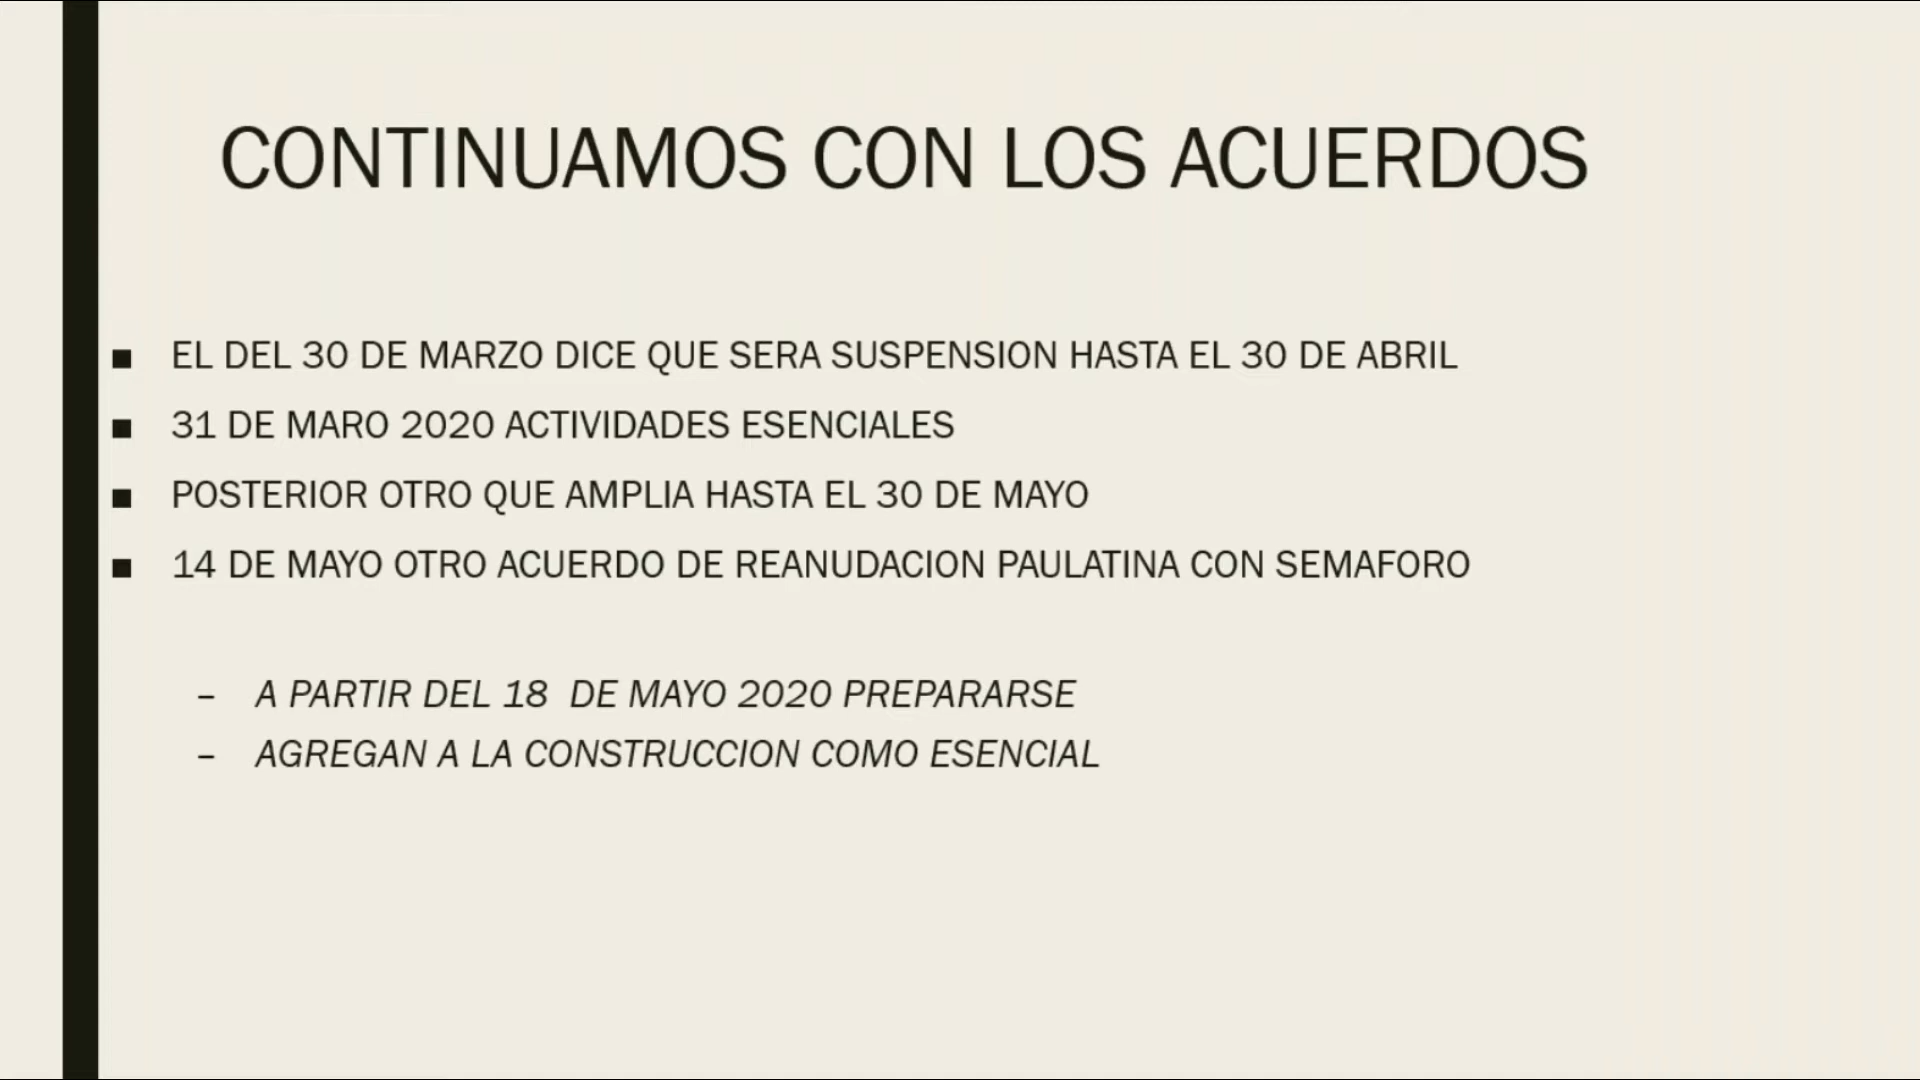 CONTINUAMOS CON LOS ACUERDOS
▪ EL DEL 30 DE MARZO DICE QUE SERA SUSPENSION HASTA EL 30 DE ABRIL
▪ 31 DE MARO 2020 ACTIVIDADES ESENCIALES
▪ POSTERIOR OTRO QUE AMPLIA HASTA EL 30 DE MAYO
▪ 14 DE MAYO OTRO ACUERDO DE REANUDACION PAULATINA CON SEMAFORO
– A PARTIR DEL 18 DE MAYO 2020 PREPARARSE
– AGREGAN A LA CONSTRUCCION COMO ESENCIAL